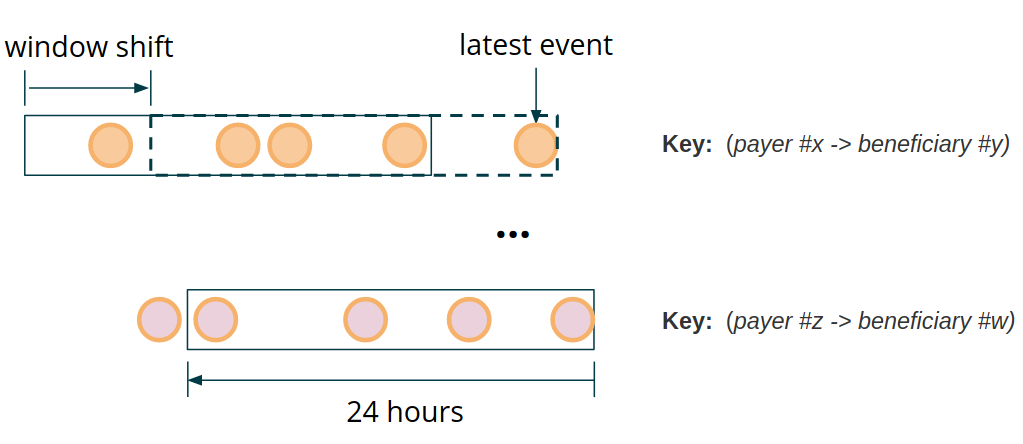 window shift
latest event
Key: (payer #x -> beneficiary #y)
...
24 hours
Key: (payer #z -> beneficiary #w)